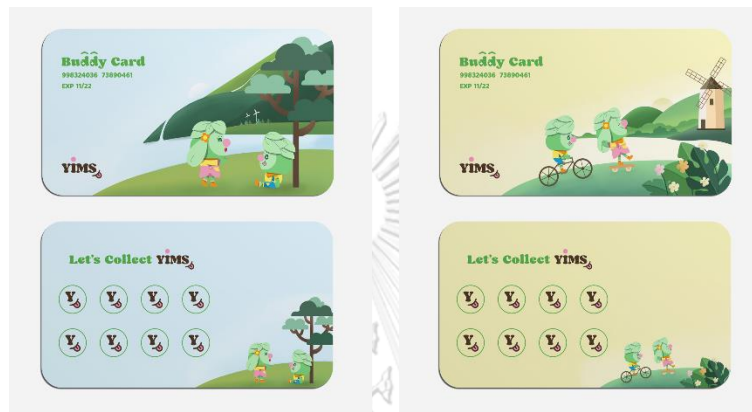 Buddy Card
998324036 73890461
EXP 11/22
YIMS
Let's Collect YIMS
Y Y Y Y
Y Y Y Y
Buddy Card
998324036 73890461
EXP 11/22
YIMS
Let's Collect YIMS
Y Y Y Y
Y Y Y Y